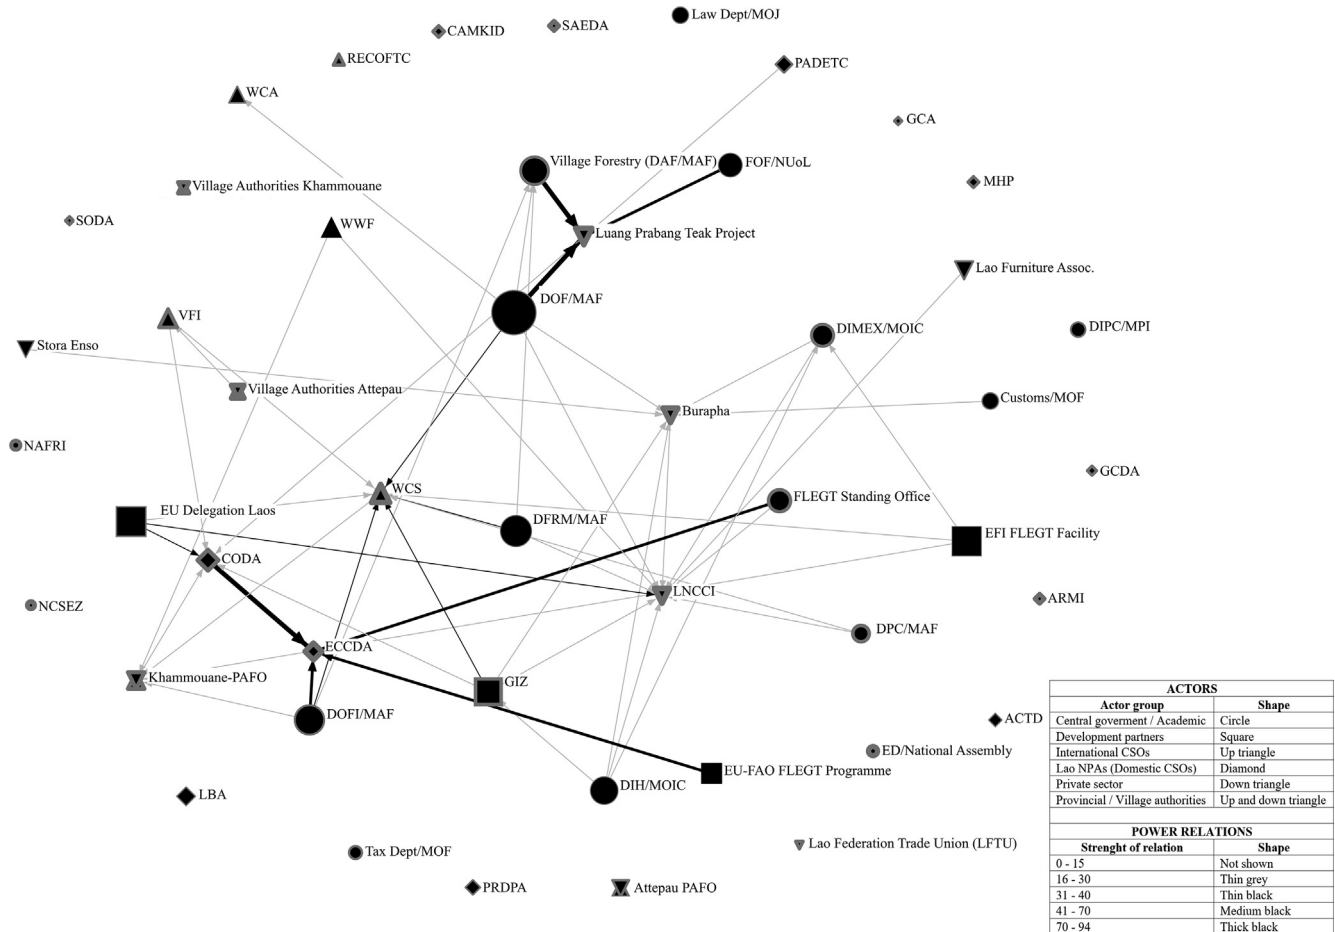 SAEDA
Law Dept/MOJ
CAMKID
RECOFTC
PADETC
WCA
GCA
Village Forestry (DAF/MAF)
FOF/NUoL
Village Authorities Khammouane
MHP
SODA
WWF
Luang Prabang Teak Project
Lao Furniture Assoc.
DOF/MAF
VFI
DIMEX/MOIC
DIPC/MPI
Stora Enso
Village Authorities Attepau
Customs/MOF
Burapha
NAFRI
GCDA
WCS
FLEGT Standing Office
EU Delegation Laos
DFRM/MAF
EFI FLEGT Facility
CODA
LNCCI
ARMI
NCSEZ
DPC/MAF
ECCDA
Khammouane-PAFO
GIZ
DOFI/MAF
ACTD
ED/National Assembly
EU-FAO FLEGT Programme
DIH/MOIC
LBA
Lao Federation Trade Union (LFTU)
Tax Dept/MOF
PRDPA
Attepau PAFO
ACTORS
Actor group Shape
Central goverment / Academic Circle
Development partners Square
International CSOs Up triangle
Lao NPAs (Domestic CSOs) Diamond
Private sector Down triangle
Provincial / Village authorities Up and down triangle
POWER RELATIONS
Strenght of relation Shape
0 - 15 Not shown
16 - 30 Thin grey
31 - 40 Thin black
41 - 70 Medium black
70 - 94 Thick black